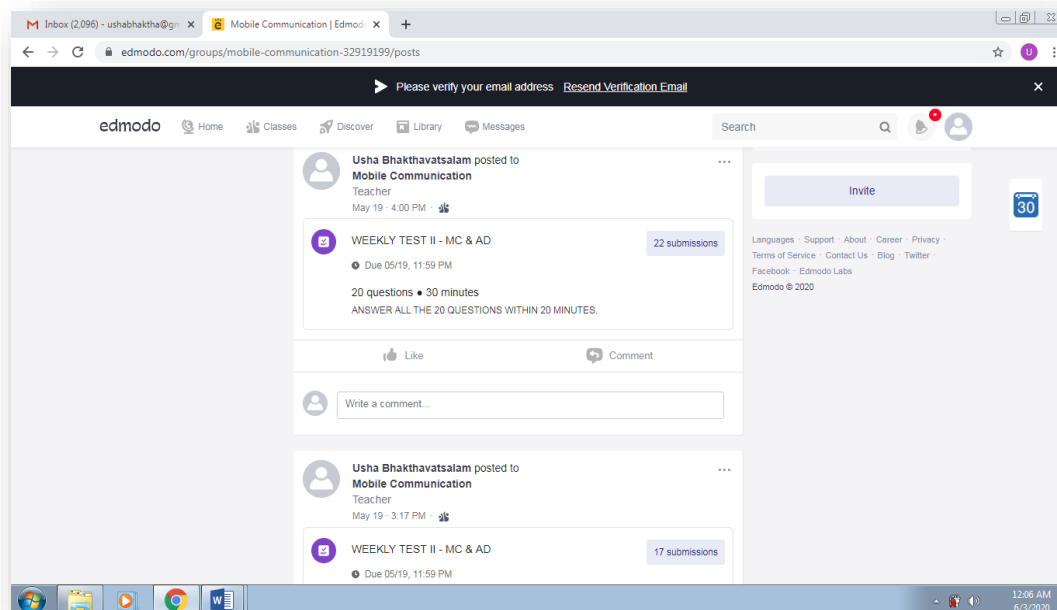 Inbox (2,096) - ushabhaktha@gm
Mobile Communication | Edmod
edmodo.com/groups/mobile-communication-32919199/posts
U
Please verify your email address Resend Verification Email
edmodo Home Classes Discover Library Messages Search
Usha Bhakthavatsalam posted to
Mobile Communication
Teacher
May 19 · 4:00 PM ·
WEEKLY TEST II - MC & AD
22 submissions
Due 05/19, 11:59 PM
20 questions ● 30 minutes
ANSWER ALL THE 20 QUESTIONS WITHIN 20 MINUTES.
Like Comment
Write a comment...
Usha Bhakthavatsalam posted to
Mobile Communication
Teacher
May 19 · 3:17 PM ·
WEEKLY TEST II - MC & AD
17 submissions
Due 05/19, 11:59 PM
Invite
Languages · Support · About · Career · Privacy ·
Terms of Service · Contact Us · Blog · Twitter ·
Facebook · Edmodo Labs
Edmodo © 2020
30
W
12:06 AM
6/3/2020